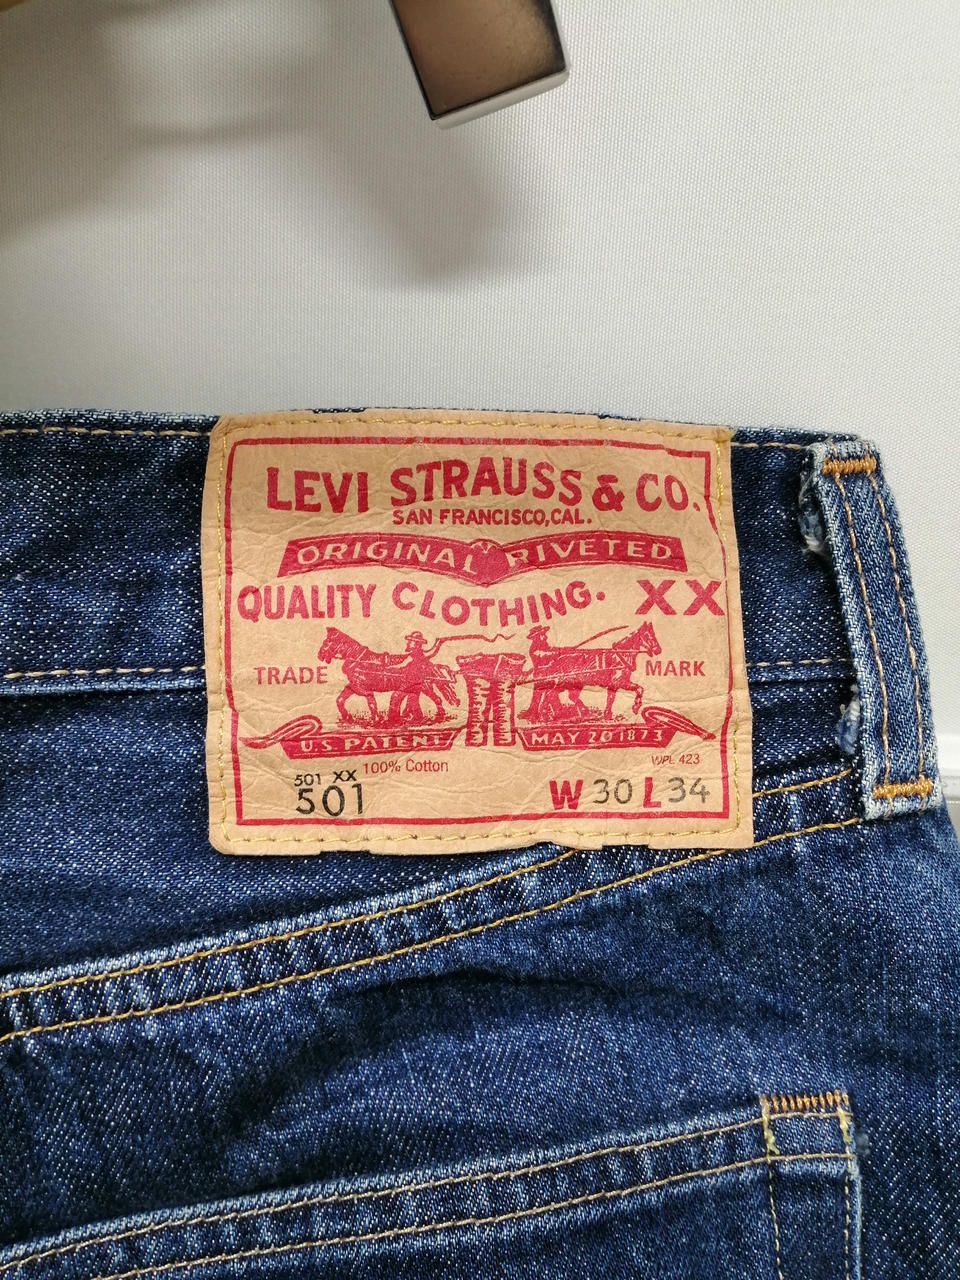 LEVI STRAUSS & CO.
SAN FRANCISCO, CAL.
ORIGINAL RIVETED
QUALITY CLOTHING. XX
TRADE MARK
U.S. PATENT MAY 20 1873
501 XX 100% Cotton WPL 423
501 W 30 L 34